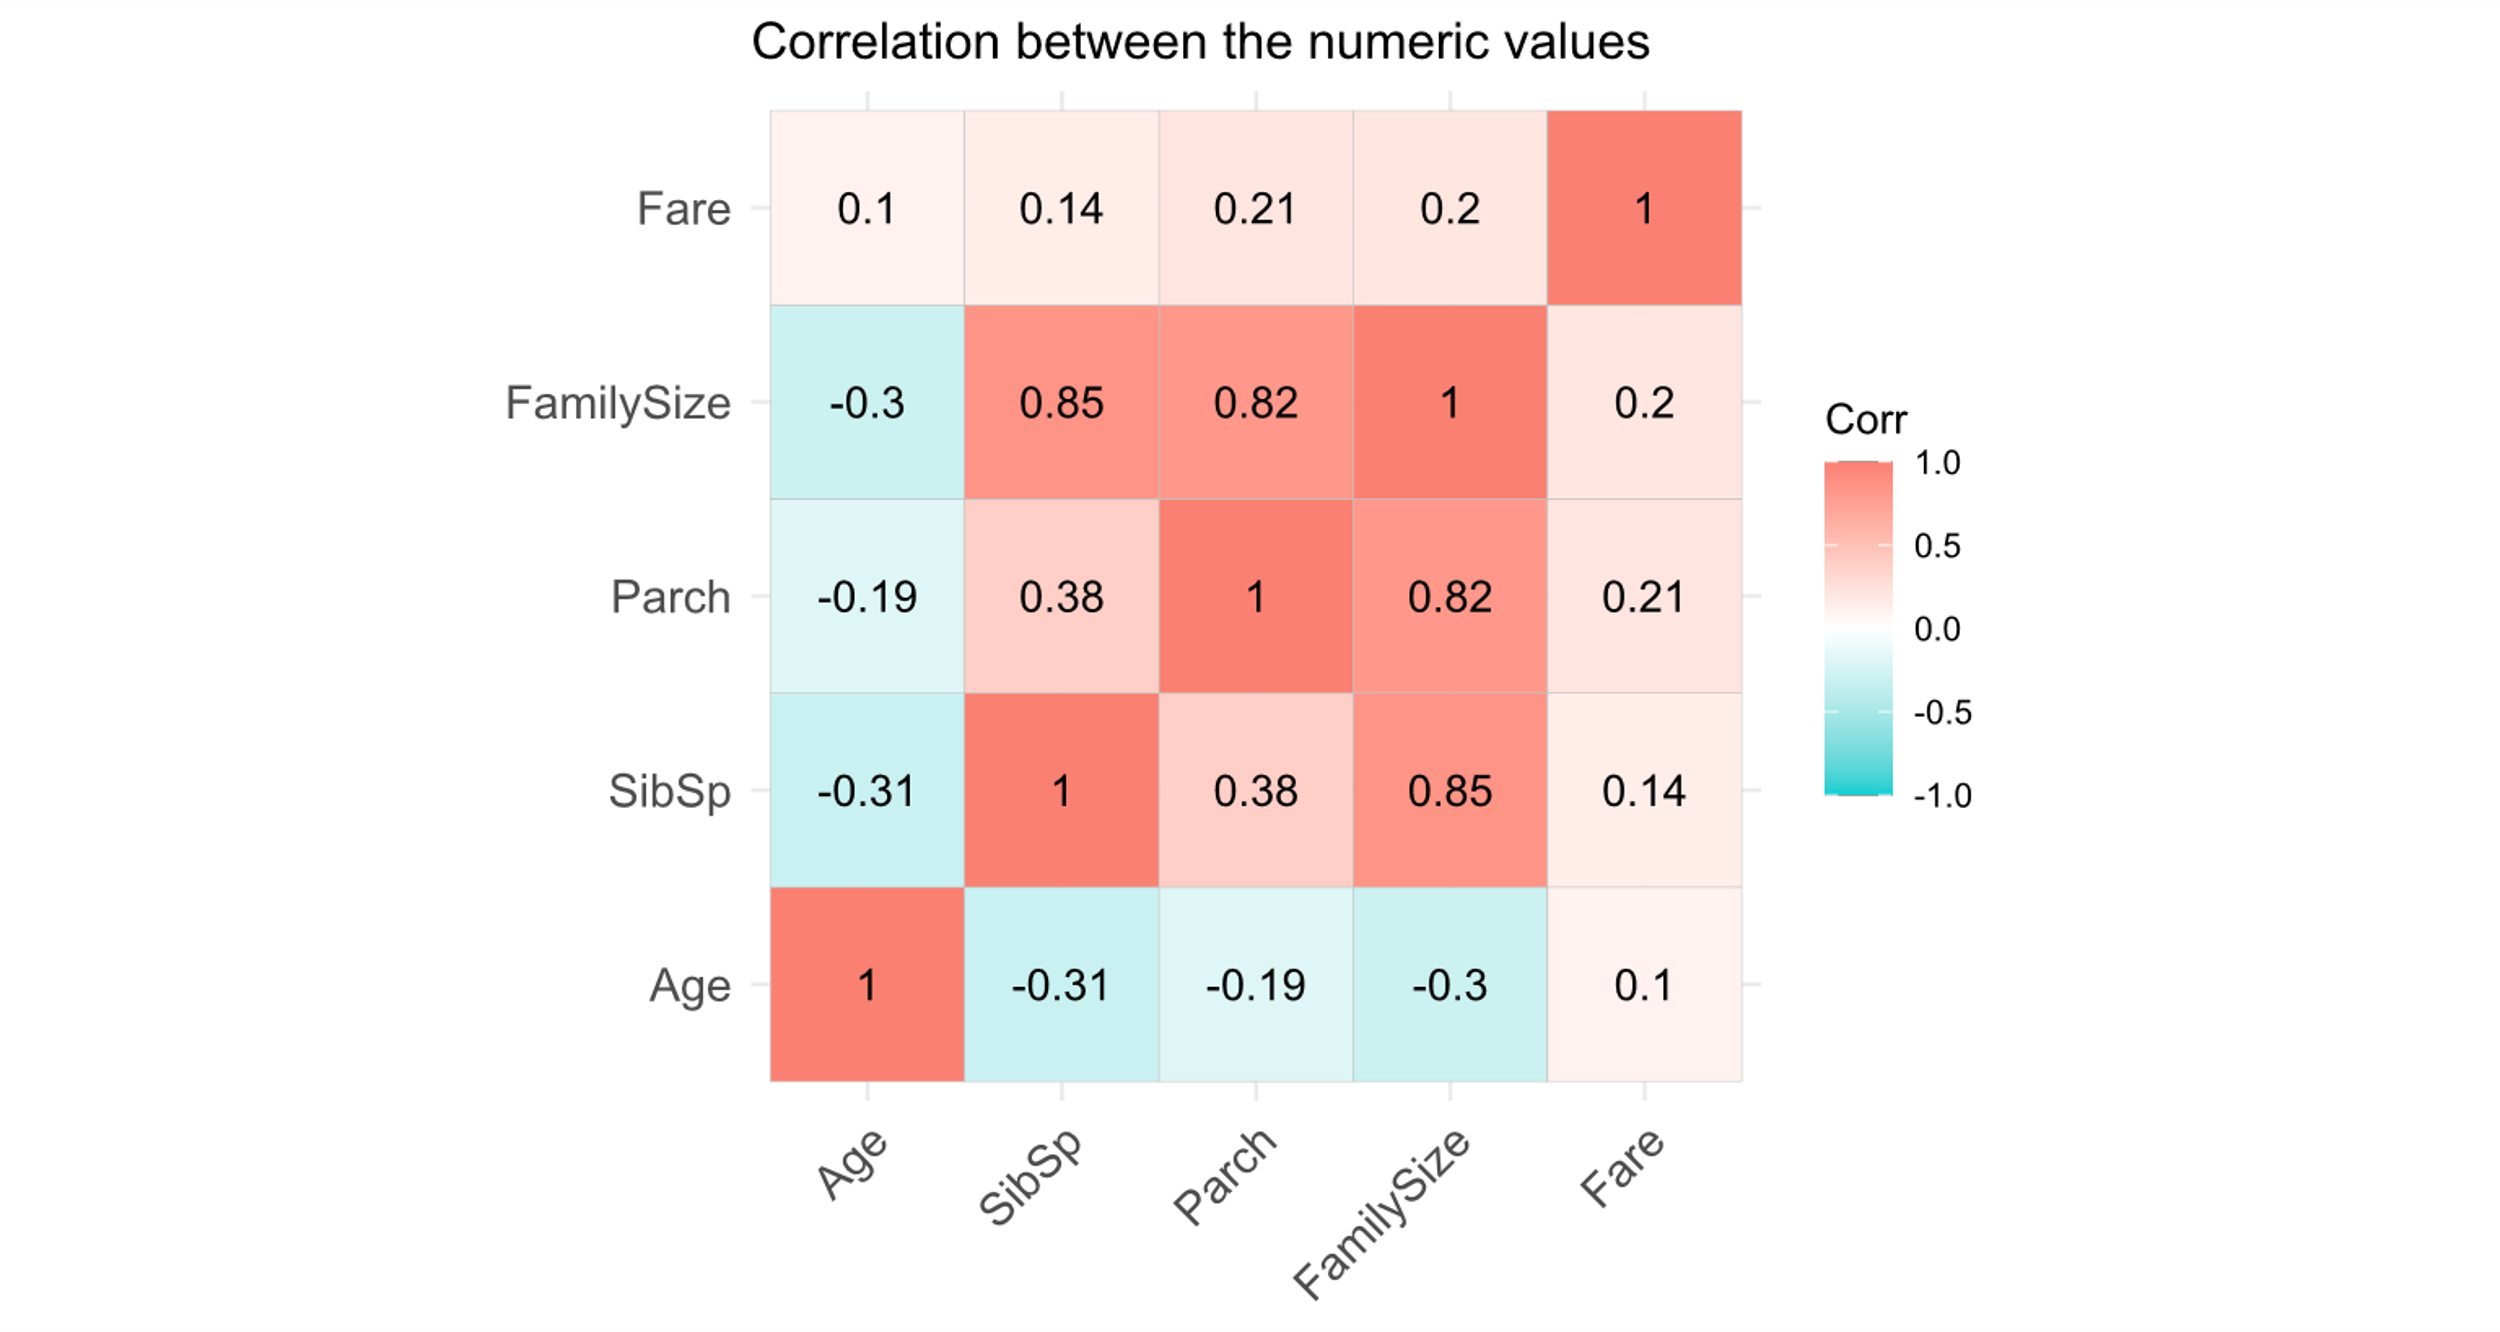 Correlation between the numeric values
Fare 0.1 0.14 0.21 0.2 1
FamilySize -0.3 0.85 0.82 1 0.2
Parch -0.19 0.38 1 0.82 0.21
SibSp -0.31 1 0.38 0.85 0.14
Age 1 -0.31 -0.19 -0.3 0.1
Age SibSp Parch FamilySize Fare
Corr
1.0
0.5
0.0
-0.5
-1.0